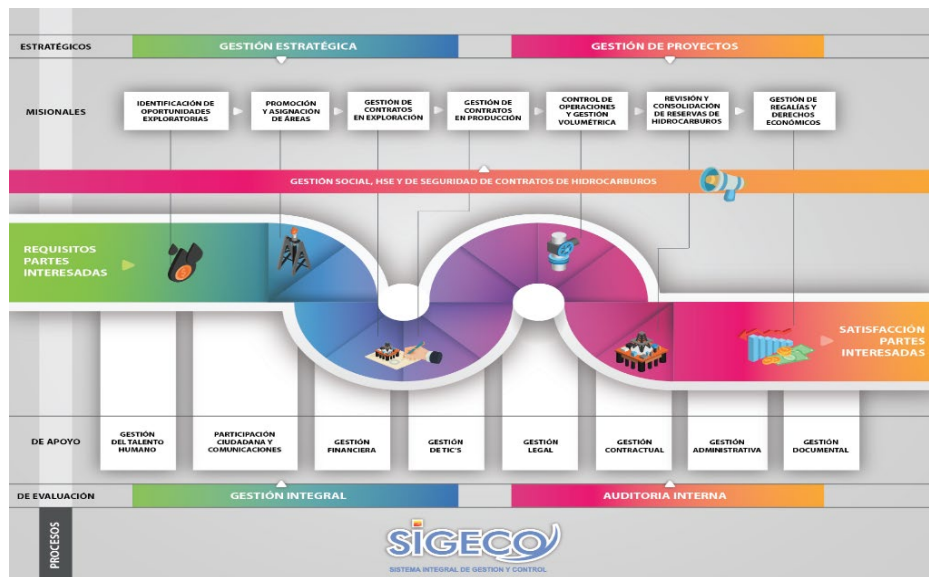 ESTRATÉGICOS
GESTIÓN ESTRATÉGICA
GESTIÓN DE PROYECTOS
MISIONALES
IDENTIFICACIÓN DE
OPORTUNIDADES
EXPLORATORIAS
PROMOCIÓN
Y ASIGNACIÓN
DE ÁREAS
GESTIÓN DE
CONTRATOS
EN EXPLORACIÓN
GESTIÓN DE
CONTRATOS
EN PRODUCCIÓN
CONTROL DE
OPERACIONES
Y GESTIÓN
VOLUMÉTRICA
REVISIÓN Y
CONSOLIDACIÓN
DE RESERVAS DE
HIDROCARBUROS
GESTIÓN DE
REGALÍAS Y
DERECHOS
ECONÓMICOS
GESTIÓN SOCIAL, HSE Y DE SEGURIDAD DE CONTRATOS DE HIDROCARBUROS
REQUISITOS
PARTES
INTERESADAS
SATISFACCIÓN
PARTES
INTERESADAS
DE APOYO
GESTIÓN
DEL TALENTO
HUMANO
PARTICIPACIÓN
CIUDADANA Y
COMUNICACIONES
GESTIÓN
FINANCIERA
GESTIÓN
DE TIC'S
GESTIÓN
LEGAL
GESTIÓN
CONTRACTUAL
GESTIÓN
ADMINISTRATIVA
GESTIÓN
DOCUMENTAL
DE EVALUACIÓN
GESTIÓN INTEGRAL
AUDITORIA INTERNA
PROCESOS
SIGECO
SISTEMA INTEGRAL DE GESTION Y CONTROL